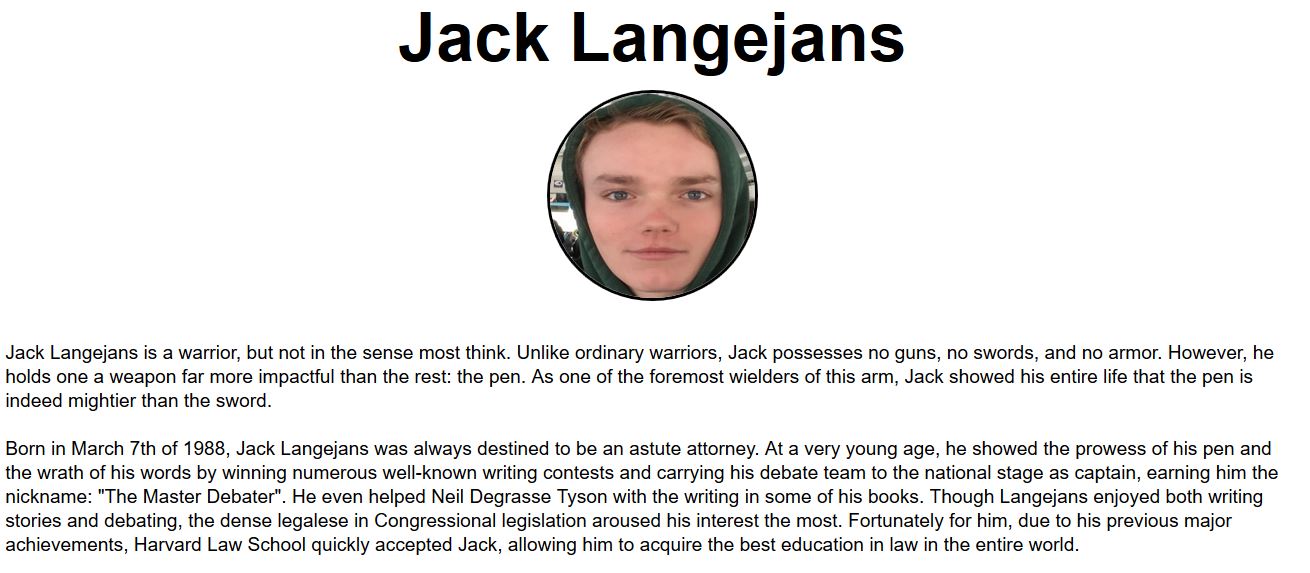 Jack Langejans
Jack Langejans is a warrior, but not in the sense most think. Unlike ordinary warriors, Jack possesses no guns, no swords, and no armor. However, he
holds one a weapon far more impactful than the rest: the pen. As one of the foremost wielders of this arm, Jack showed his entire life that the pen is
indeed mightier than the sword.
Born in March 7th of 1988, Jack Langejans was always destined to be an astute attorney. At a very young age, he showed the prowess of his pen and
the wrath of his words by winning numerous well-known writing contests and carrying his debate team to the national stage as captain, earning him the
nickname: "The Master Debater". He even helped Neil Degrasse Tyson with the writing in some of his books. Though Langejans enjoyed both writing
stories and debating, the dense legalese in Congressional legislation aroused his interest the most. Fortunately for him, due to his previous major
achievements, Harvard Law School quickly accepted Jack, allowing him to acquire the best education in law in the entire world.